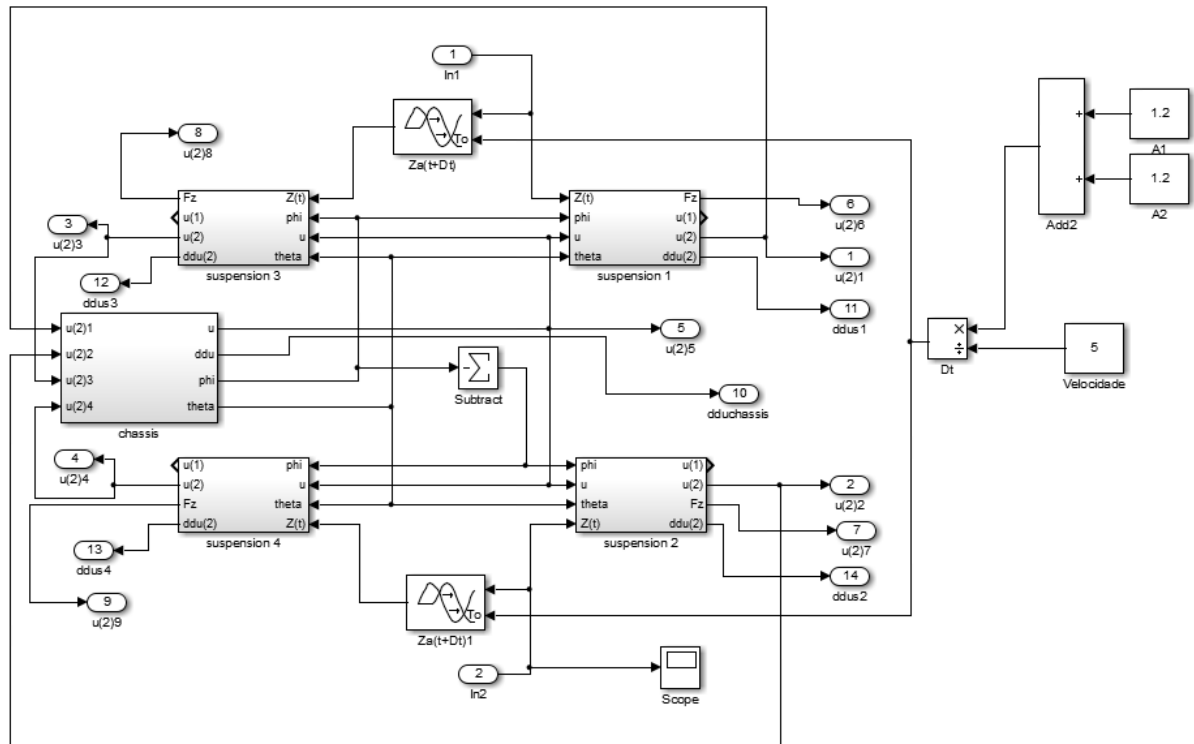 1
In1
To
Za(t+Dt)
8
u(2)8
Fz
u(1)
u(2)
ddu(2)
Z(t)
phi
u
theta
suspension 3
3
u(2)3
12
ddus3
Z(t)
phi
u
theta
Fz
u(1)
u(2)
ddu(2)
suspension 1
6
u(2)6
1
u(2)1
11
ddus1
+
+
Add2
1.2
A1
1.2
A2
×
÷
Dt
5
Velocidade
u(2)1
u(2)2
u(2)3
u(2)4
u
ddu
phi
theta
chassis
5
u(2)5
−
Σ
Subtract
10
dduchassis
4
u(2)4
u(1)
u(2)
Fz
ddu(2)
phi
u
theta
Z(t)
suspension 4
13
ddus4
9
u(2)9
phi
u
theta
Z(t)
u(1)
u(2)
Fz
ddu(2)
suspension 2
2
u(2)2
7
u(2)7
14
ddus2
To
Za(t+Dt)1
2
In2
Scope